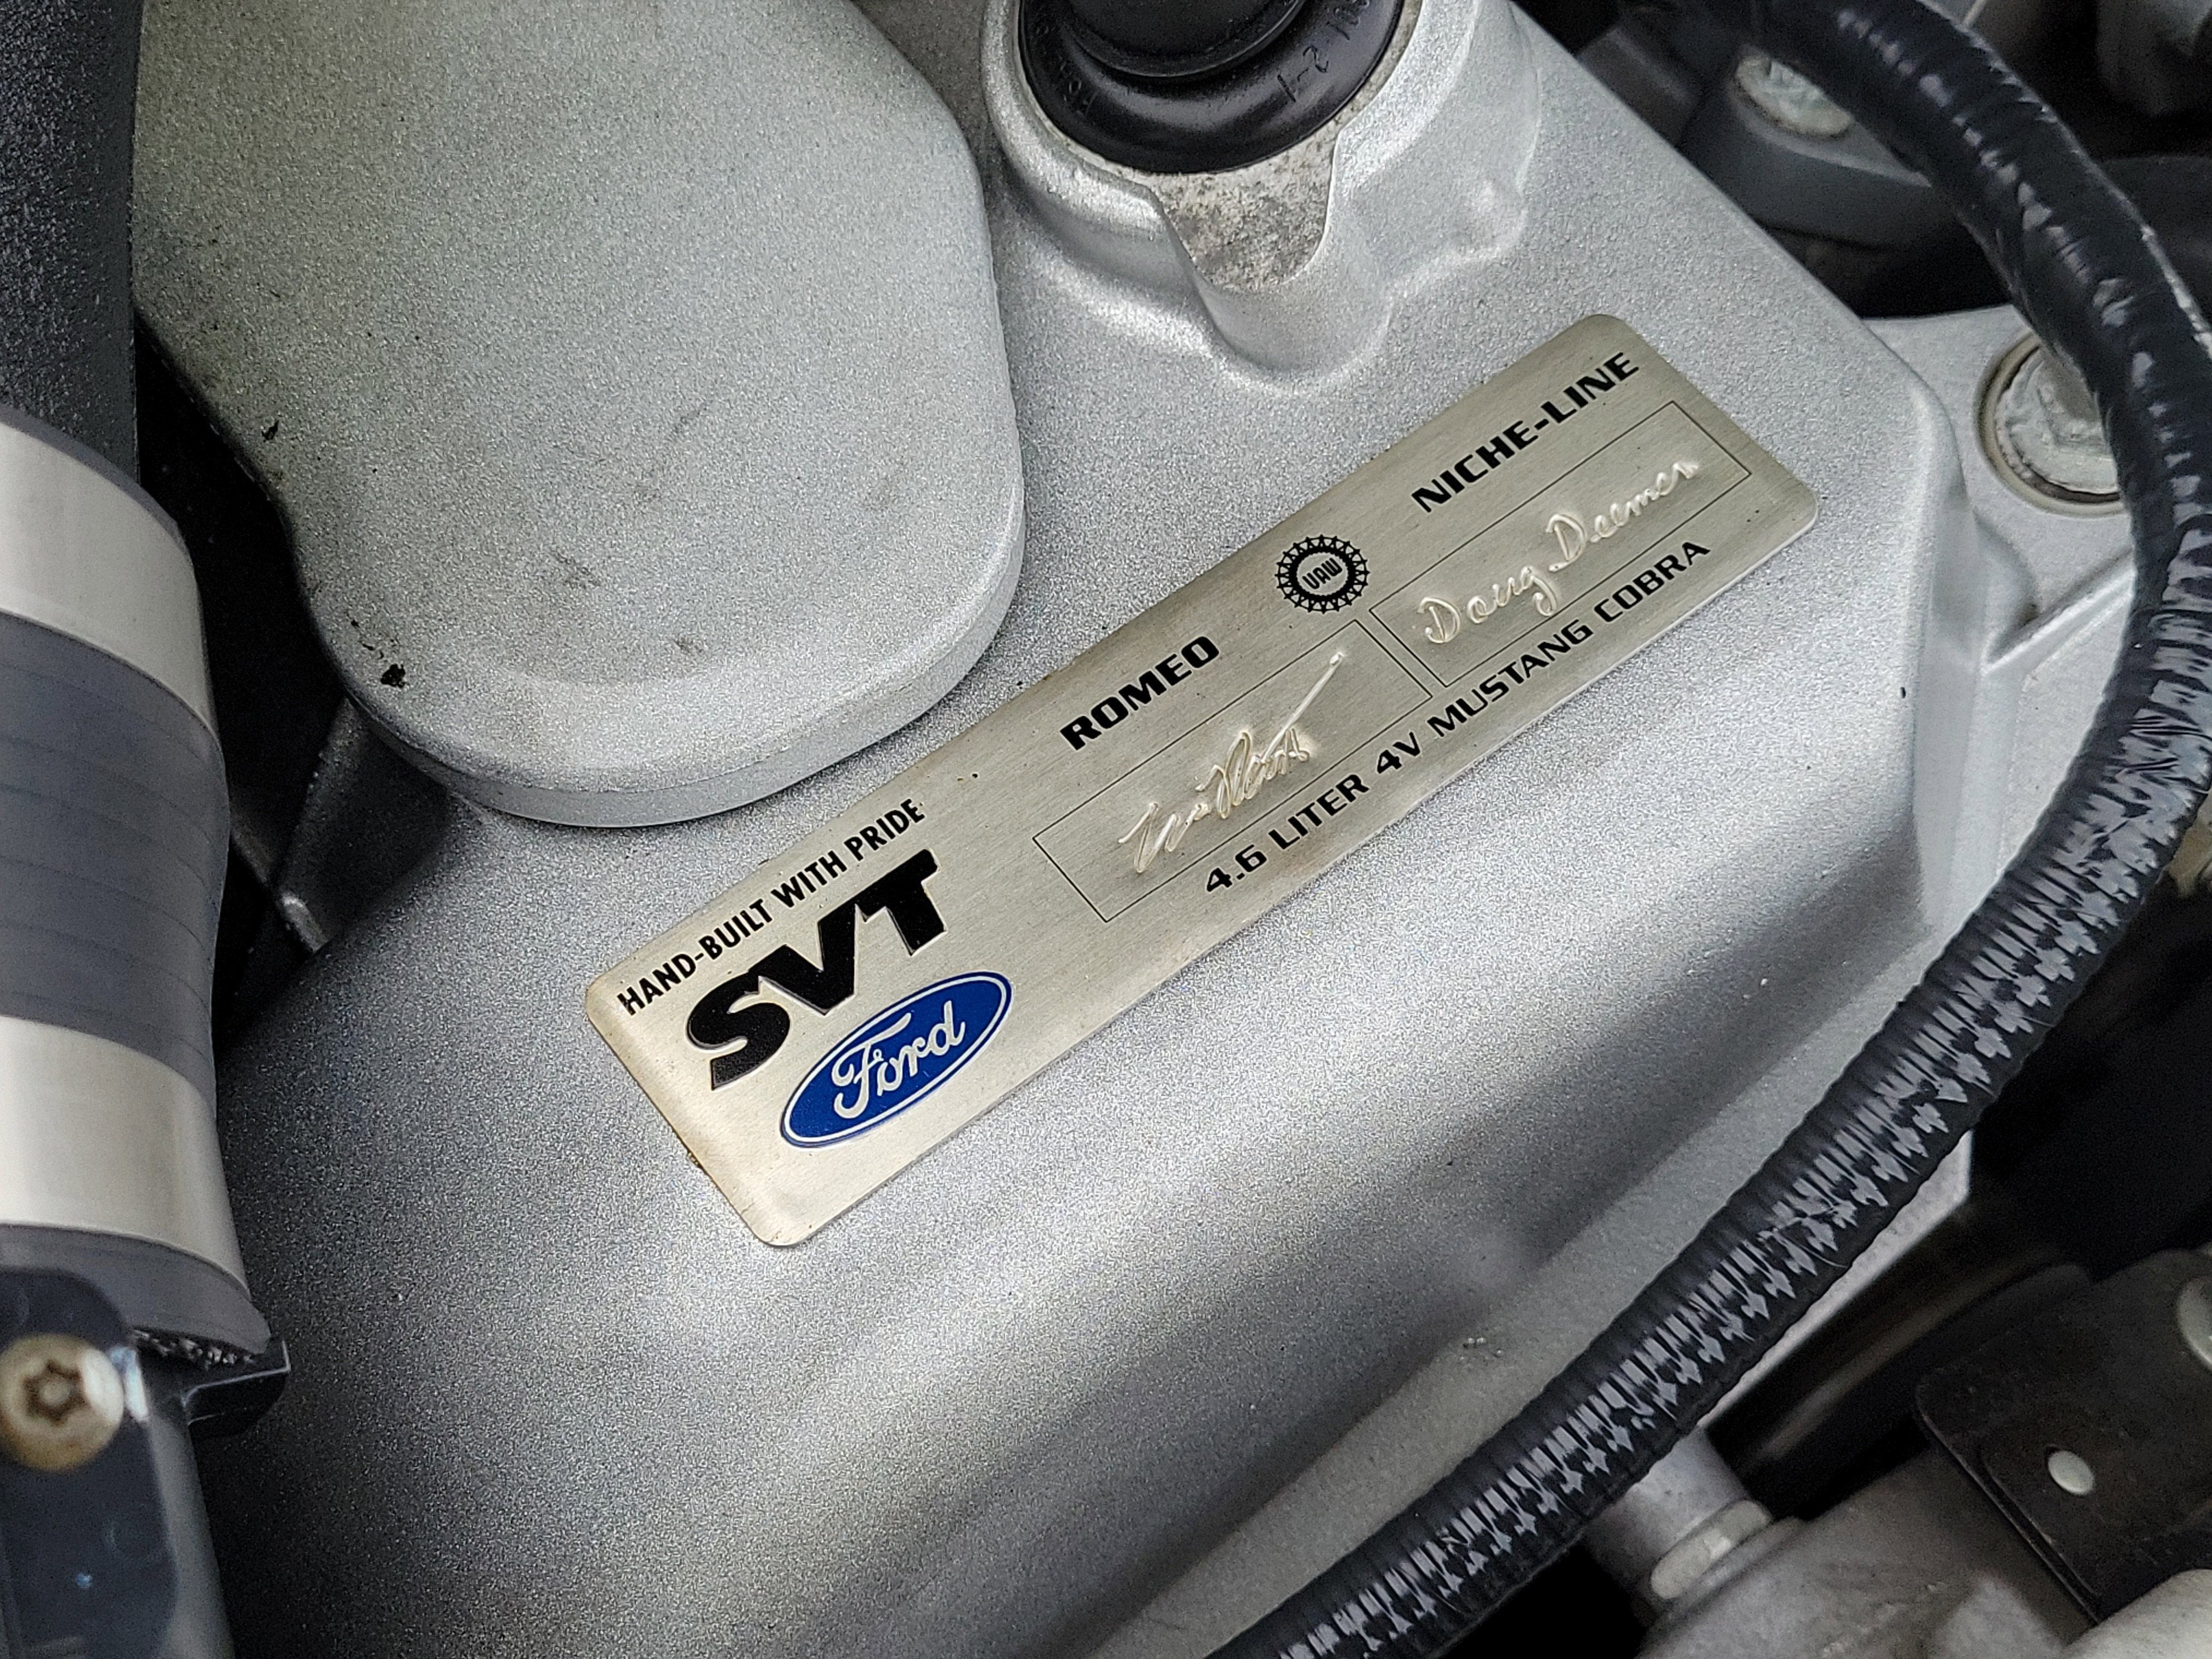 HAND-BUILT WITH PRIDE
SVT
Ford
ROMEO
UAW
NICHE-LINE
Doug Deemer
4.6 LITER 4V MUSTANG COBRA